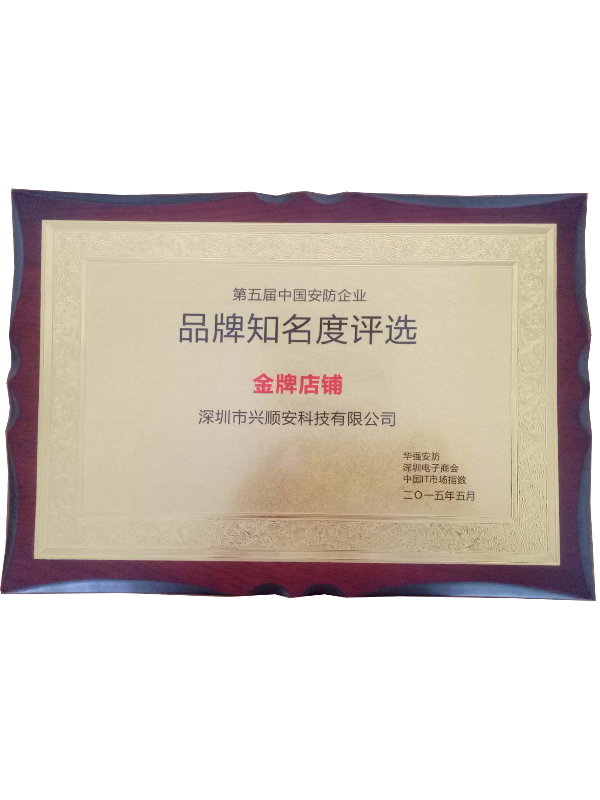 第五届中国安防企业
品牌知名度评选
金牌店铺
深圳市兴顺安科技有限公司
华强安防
深圳电子商会
中国IT市场指数
二〇一五年五月